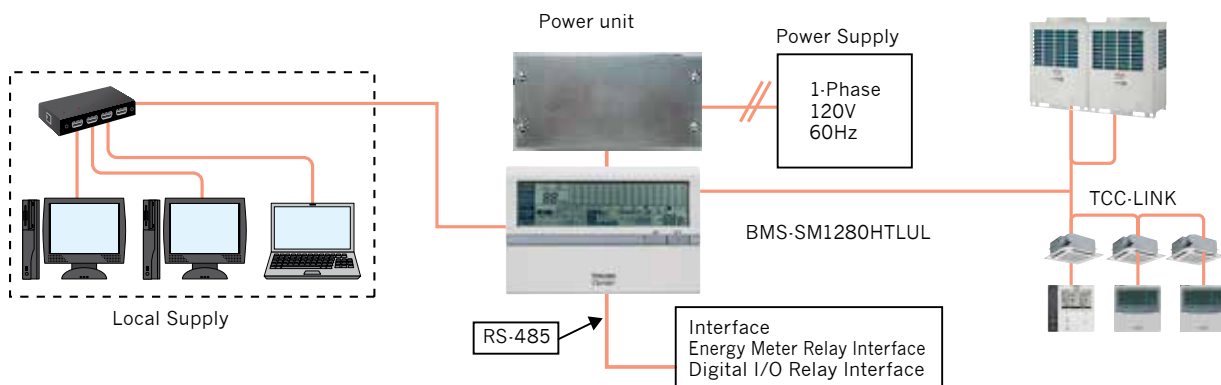 Power unit
Power Supply
1-Phase
120V
60Hz
TCC-LINK
BMS-SM1280HTLUL
Local Supply
RS-485
Interface
Energy Meter Relay Interface
Digital I/O Relay Interface